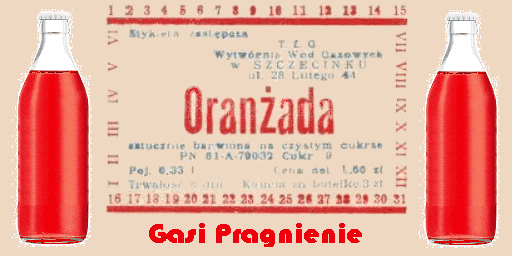 1 2 3 4 5 6 7 8 9 10 11 12 13 14 15
I II III IV V VI
Etykieta zastępcza
T. Z. G
Wytwórnia Wód Gazowych
w SZCZECINKU
ul. 28 Lutego 44
Oranżada
sztucznie barwiona na czystym cukrze
PN 61-A-79032 Cukr 9
Poj. 0,33 l Cena det. 1,60 zł
Trwałość Kaucja za butelkę 3 zł
VII VIII IX X XI XII
16 17 18 19 20 21 22 23 24 25 26 27 28 29 30 31
Gasi Pragnienie